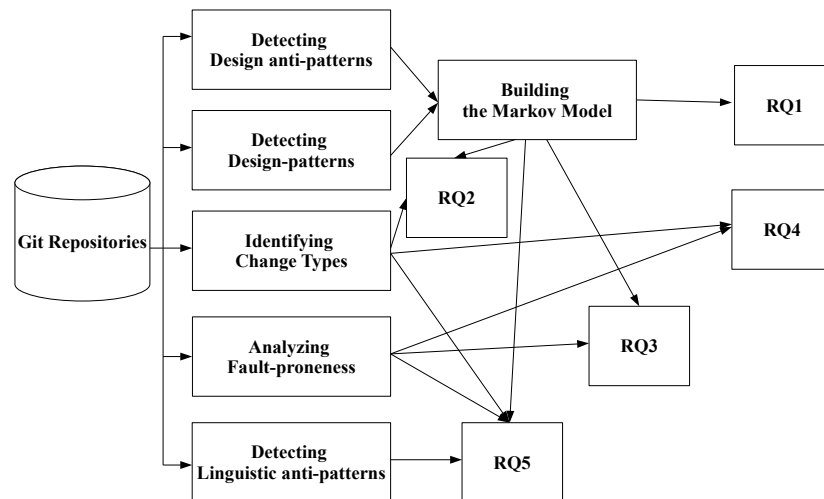 Detecting
Design anti-patterns
Building
the Markov Model
RQ1
Detecting
Design-patterns
RQ2
Git Repositories
Identifying
Change Types
RQ4
Analyzing
Fault-proneness
RQ3
Detecting
Linguistic anti-patterns
RQ5